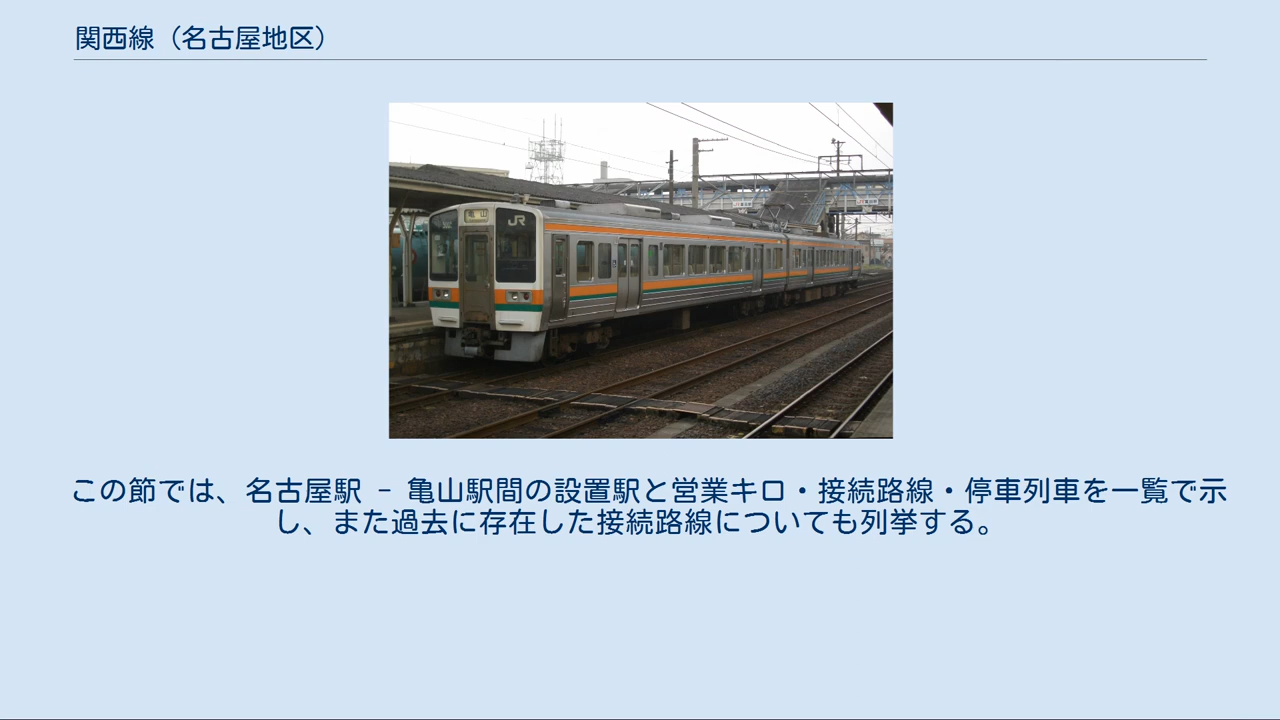 関西線（名古屋地区）
亀山
JR
この節では、名古屋駅 - 亀山駅間の設置駅と営業キロ・接続路線・停車列車を一覧で示
し、また過去に存在した接続路線についても列挙する。